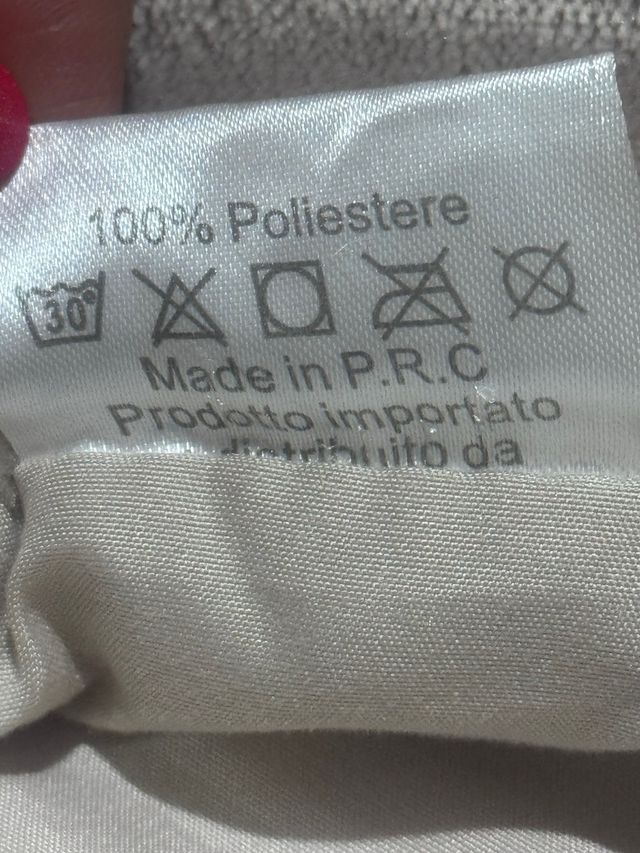 100% Poliestere
30°
Made in P.R.C
Prodotto importato
distribuito da